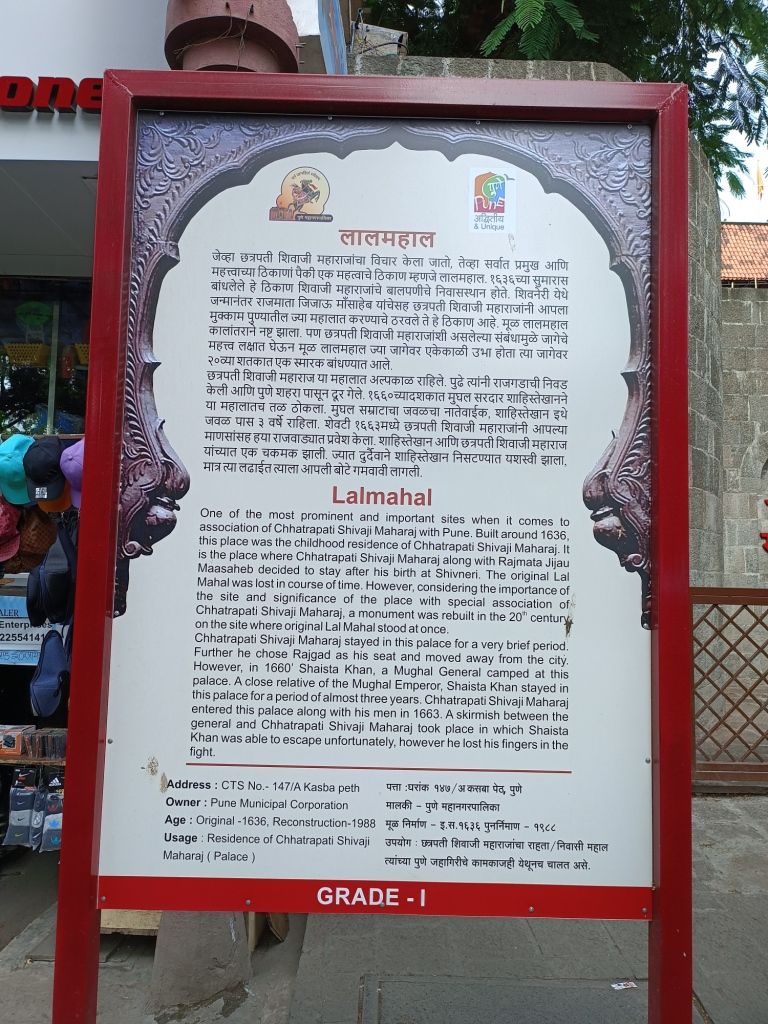 one
पुणे महानगरपालिका
पुणे
PUNE
अद्वितीय
& Unique
लालमहाल
जेव्हा छत्रपती शिवाजी महाराजांचा विचार केला जातो, तेव्हा सर्वात प्रमुख आणि
महत्त्वाच्या ठिकाणां पैकी एक महत्वाचे ठिकाण म्हणजे लालमहाल. १६३६च्या सुमारास
बांधलेले हे ठिकाण शिवाजी महाराजांचे बालपणीचे निवासस्थान होते. शिवनेरी येथे
जन्मानंतर राजमाता जिजाऊ माँसाहेब यांचेसह छत्रपती शिवाजी महाराजांनी आपला
मुक्काम पुण्यातील ज्या महालात करण्याचे ठरवले ते हे ठिकाण आहे. मूळ लालमहाल
कालांतराने नष्ट झाला. पण छत्रपती शिवाजी महाराजांशी असलेल्या संबंधामुळे जागेचे
महत्त्व लक्षात घेऊन मूळ लालमहाल ज्या जागेवर एकेकाळी उभा होता त्या जागेवर
२०व्या शतकात एक स्मारक बांधण्यात आले.
छत्रपती शिवाजी महाराज या महालात अल्पकाळ राहिले. पुढे त्यांनी राजगडाची निवड
केली आणि पुणे शहरा पासून दूर गेले. १६६०च्यादशकात मुघल सरदार शाहिस्तेखानने
या महालातच तळ ठोकला. मुघल सम्राटाचा जवळचा नातेवाईक, शाहिस्तेखान इथे
जवळ पास ३ वर्षे राहिला. शेवटी १६६३मध्ये छत्रपती शिवाजी महाराजांनी आपल्या
माणसांसह हया राजवाड्यात प्रवेश केला. शाहिस्तेखान आणि छत्रपती शिवाजी महाराज
यांच्यात एक चकमक झाली. ज्यात दुर्दैवाने शाहिस्तेखान निसटण्यात यशस्वी झाला,
मात्र त्या लढाईत त्याला आपली बोटे गमवावी लागली.
Lalmahal
One of the most prominent and important sites when it comes to
association of Chhatrapati Shivaji Maharaj with Pune. Built around 1636,
this place was the childhood residence of Chhatrapati Shivaji Maharaj. It
is the place where Chhatrapati Shivaji Maharaj along with Rajmata Jijau
Maasaheb decided to stay after his birth at Shivneri. The original Lal
Mahal was lost in course of time. However, considering the importance of
the site and significance of the place with special association of
Chhatrapati Shivaji Maharaj, a monument was rebuilt in the 20th century
on the site where original Lal Mahal stood at once.
Chhatrapati Shivaji Maharaj stayed in this palace for a very brief period.
Further he chose Rajgad as his seat and moved away from the city.
However, in 1660' Shaista Khan, a Mughal General camped at this
palace. A close relative of the Mughal Emperor, Shaista Khan stayed in
this palace for a period of almost three years. Chhatrapati Shivaji Maharaj
entered this palace along with his men in 1663. A skirmish between the
general and Chhatrapati Shivaji Maharaj took place in which Shaista
Khan was able to escape unfortunately, however he lost his fingers in the
fight.
Address : CTS No.- 147/A Kasba peth
Owner : Pune Municipal Corporation
Age : Original -1636, Reconstruction-1988
Usage : Residence of Chhatrapati Shivaji
Maharaj ( Palace )
पत्ता :घरांक १४७/अ कसबा पेठ, पुणे
मालकी - पुणे महानगरपालिका
मूळ निर्माण - इ.स.१६३६ पुनर्निमाण - १९८८
उपयोग : छत्रपती शिवाजी महाराजांचा राहता/निवासी महाल
त्यांच्या पुणे जहागिरीचे कामकाजही येथूनच चालत असे.
GRADE - I
ALER
Enterprises
2255414